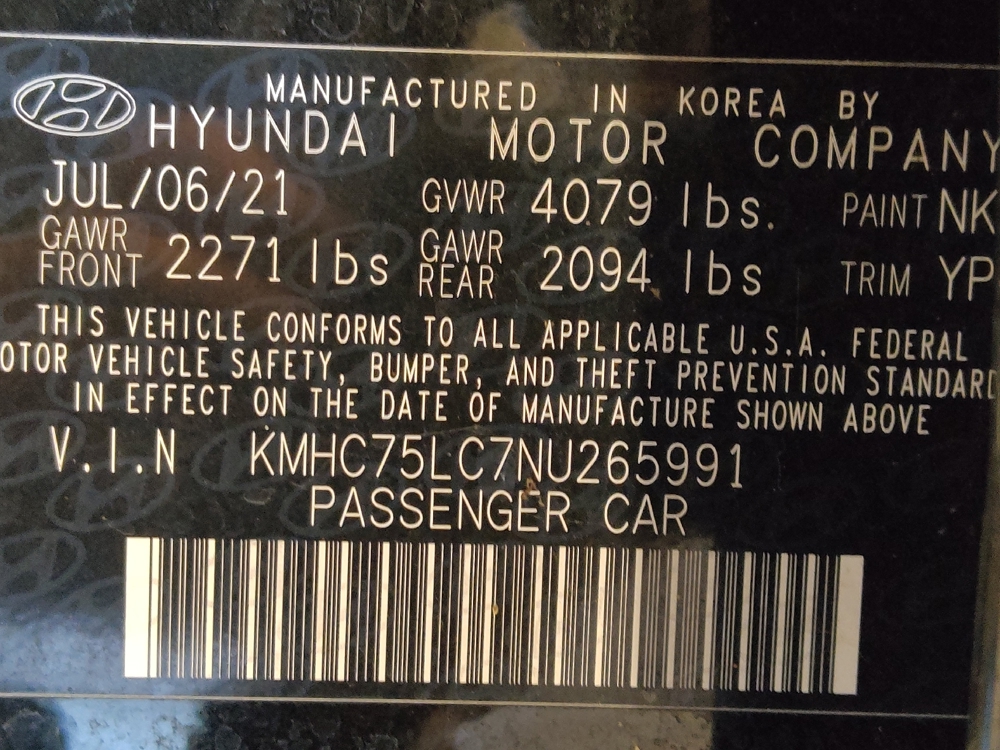 MANUFACTURED IN KOREA BY
HYUNDAI MOTOR COMPANY
JUL/06/21 GVWR 4079 lbs. PAINT NK
GAWR FRONT 2271 lbs GAWR REAR 2094 lbs TRIM YP
THIS VEHICLE CONFORMS TO ALL APPLICABLE U.S.A. FEDERAL
OTOR VEHICLE SAFETY, BUMPER, AND THEFT PREVENTION STANDARD
IN EFFECT ON THE DATE OF MANUFACTURE SHOWN ABOVE
V.I.N KMHC75LC7NU265991
PASSENGER CAR